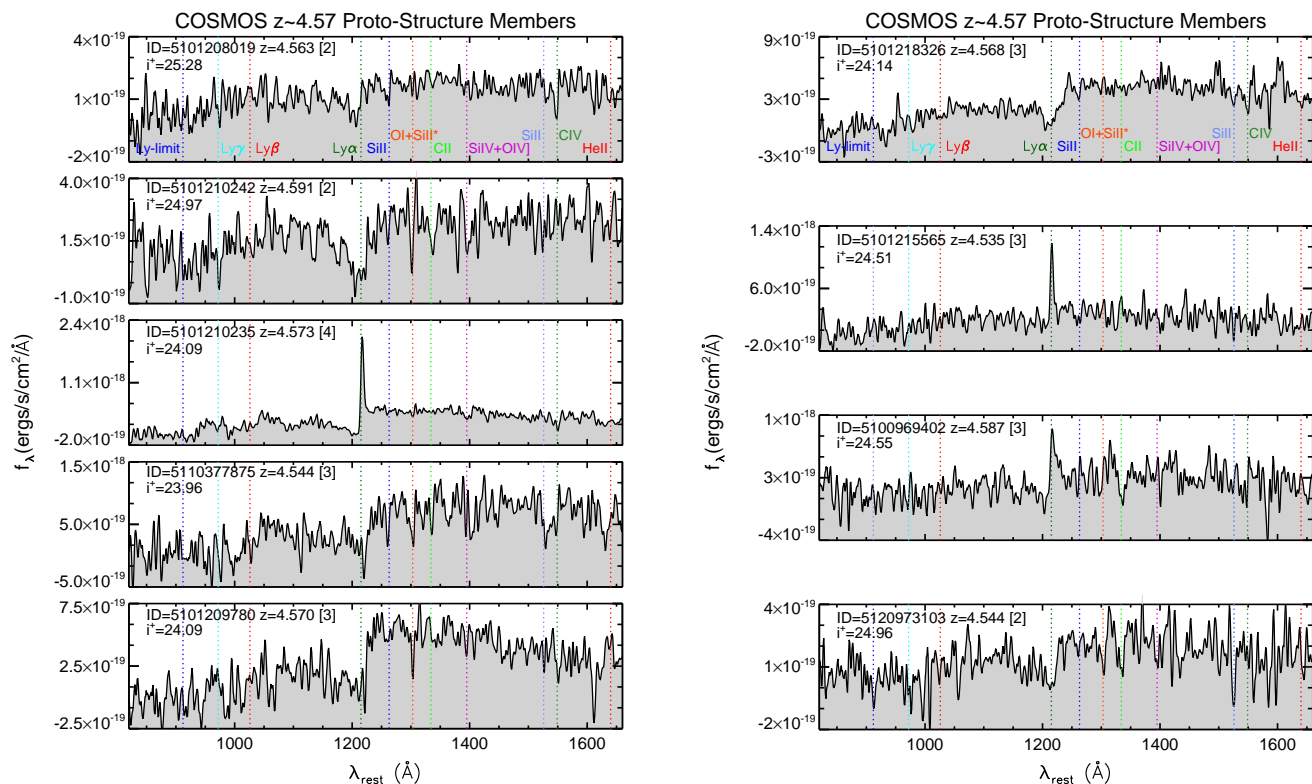 COSMOS z~4.57 Proto-Structure Members
4×10⁻¹⁹
1×10⁻¹⁹
-2×10⁻¹⁹
ID=5101208019 z=4.563 [2]
i⁺=25.28
Ly-limit Lyγ Lyβ Lyα SiII OI+SiII* CII SiIV+OIV] SiII CIV HeII
4.0×10⁻¹⁹
1.5×10⁻¹⁹
-1.0×10⁻¹⁹
ID=5101210242 z=4.591 [2]
i⁺=24.97
2.4×10⁻¹⁸
1.1×10⁻¹⁸
-2.0×10⁻¹⁹
ID=5101210235 z=4.573 [4]
i⁺=24.09
1.5×10⁻¹⁸
5.0×10⁻¹⁹
-5.0×10⁻¹⁹
ID=5110377875 z=4.544 [3]
i⁺=23.96
7.5×10⁻¹⁹
2.5×10⁻¹⁹
-2.5×10⁻¹⁹
ID=5101209780 z=4.570 [3]
i⁺=24.09
f_λ(ergs/s/cm²/Å)
1000 1200 1400 1600
λ_rest (Å)
COSMOS z~4.57 Proto-Structure Members
9×10⁻¹⁹
3×10⁻¹⁹
-3×10⁻¹⁹
ID=5101218326 z=4.568 [3]
i⁺=24.14
Ly-limit Lyγ Lyβ Lyα SiII OI+SiII* CII SiIV+OIV] SiII CIV HeII
1.4×10⁻¹⁸
6.0×10⁻¹⁹
-2.0×10⁻¹⁹
ID=5101215565 z=4.535 [3]
i⁺=24.51
1×10⁻¹⁸
3×10⁻¹⁹
-4×10⁻¹⁹
ID=5100969402 z=4.587 [3]
i⁺=24.55
4×10⁻¹⁹
1×10⁻¹⁹
-2×10⁻¹⁹
ID=5120973103 z=4.544 [2]
i⁺=24.96
f_λ(ergs/s/cm²/Å)
1000 1200 1400 1600
λ_rest (Å)